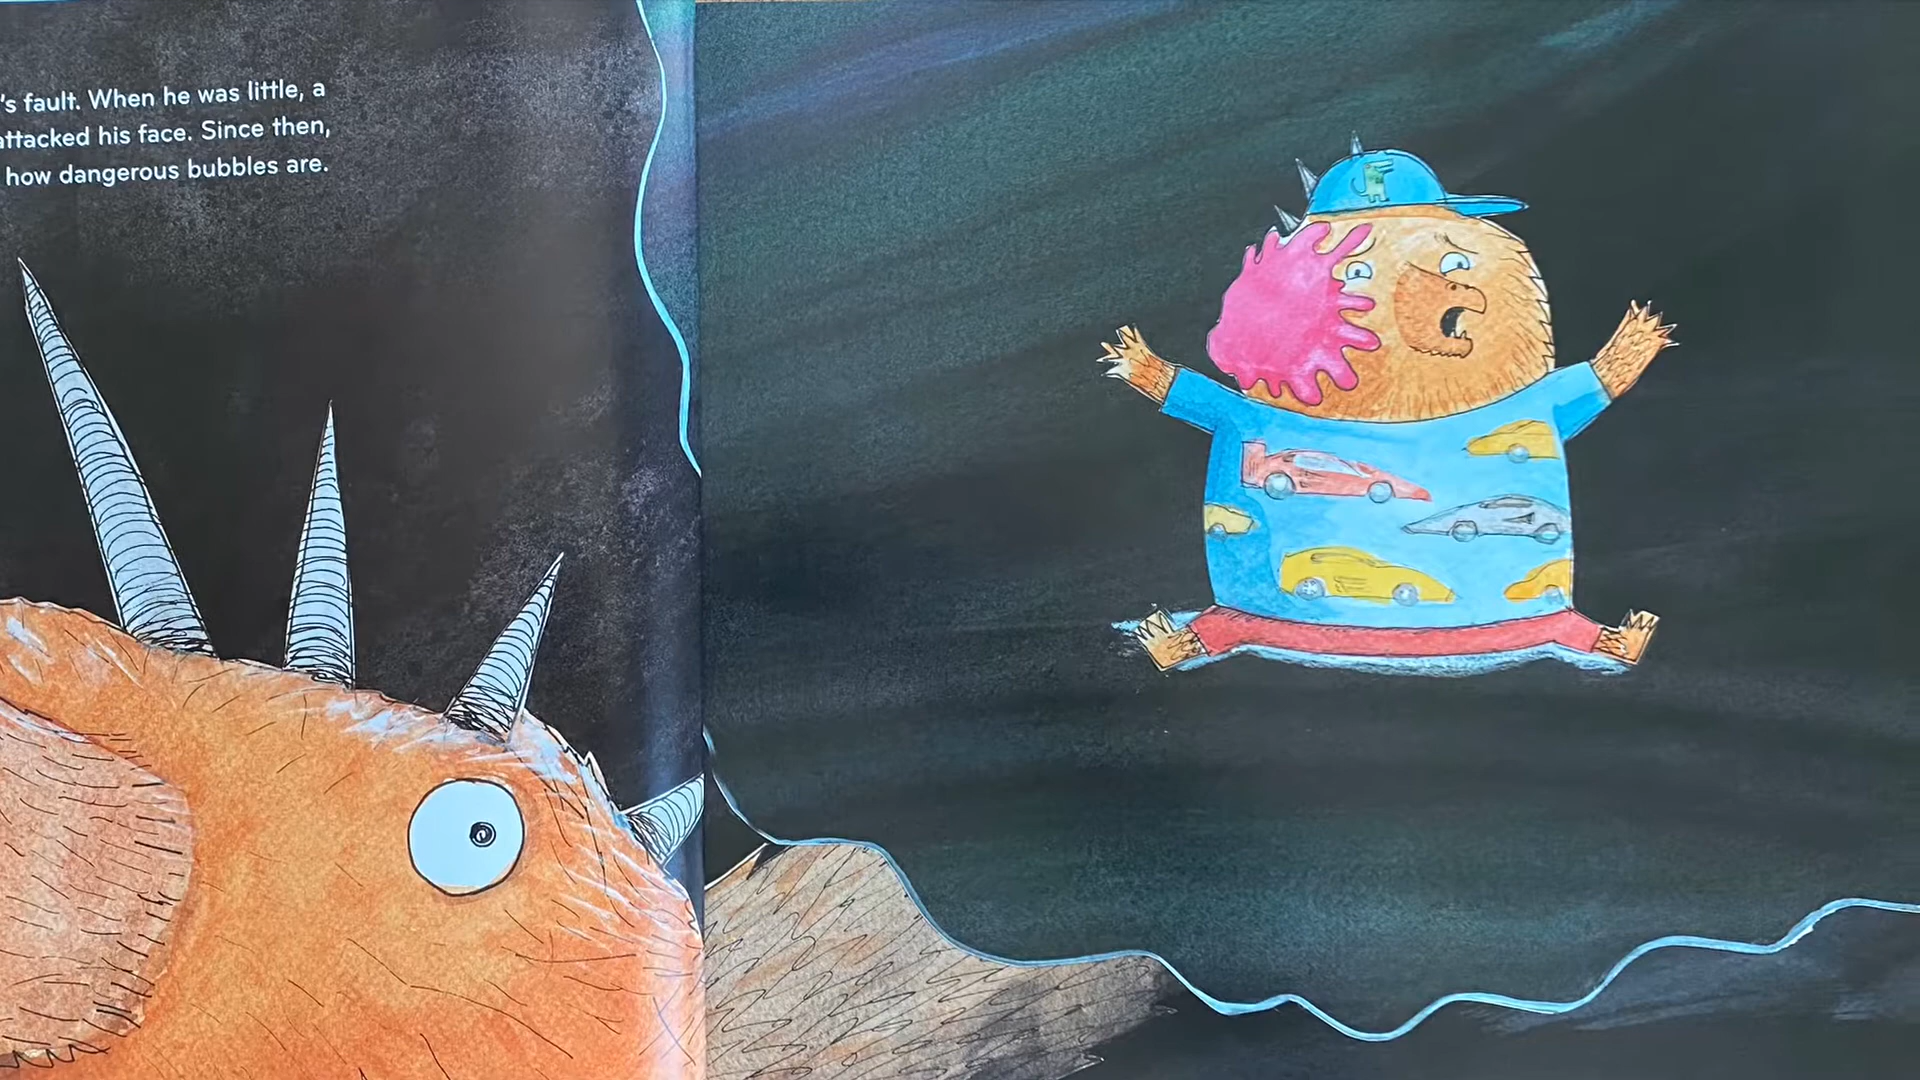 's fault. When he was little, a
attacked his face. Since then,
how dangerous bubbles are.